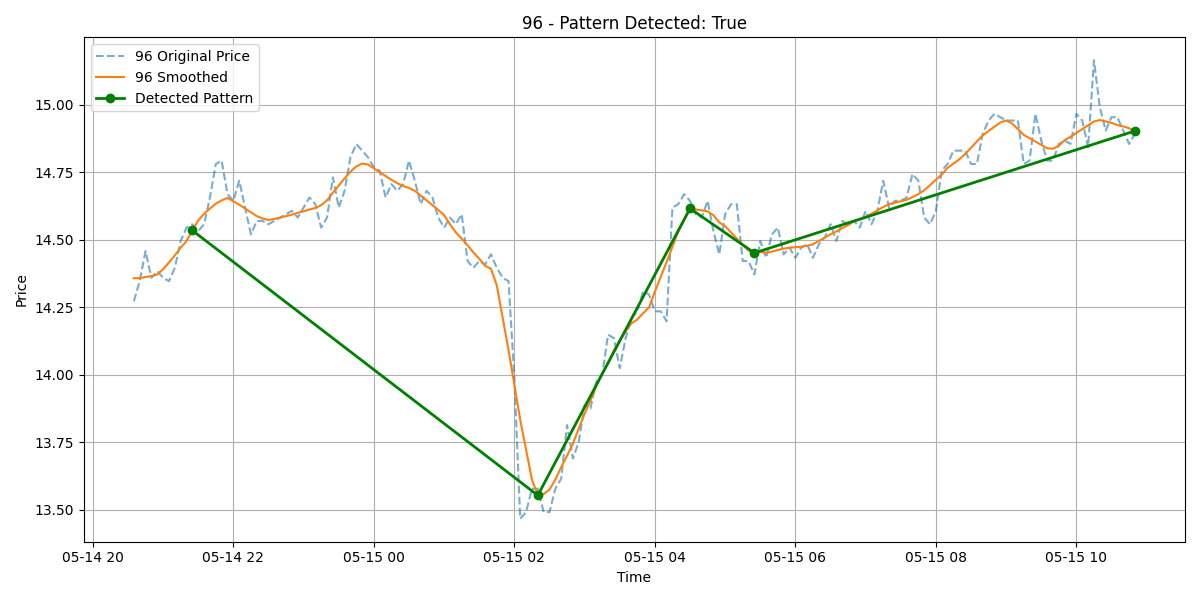 96 - Pattern Detected: True
96 Original Price
96 Smoothed
Detected Pattern
Price
15.00
14.75
14.50
14.25
14.00
13.75
13.50
05-14 20
05-14 22
05-15 00
05-15 02
05-15 04
05-15 06
05-15 08
05-15 10
Time